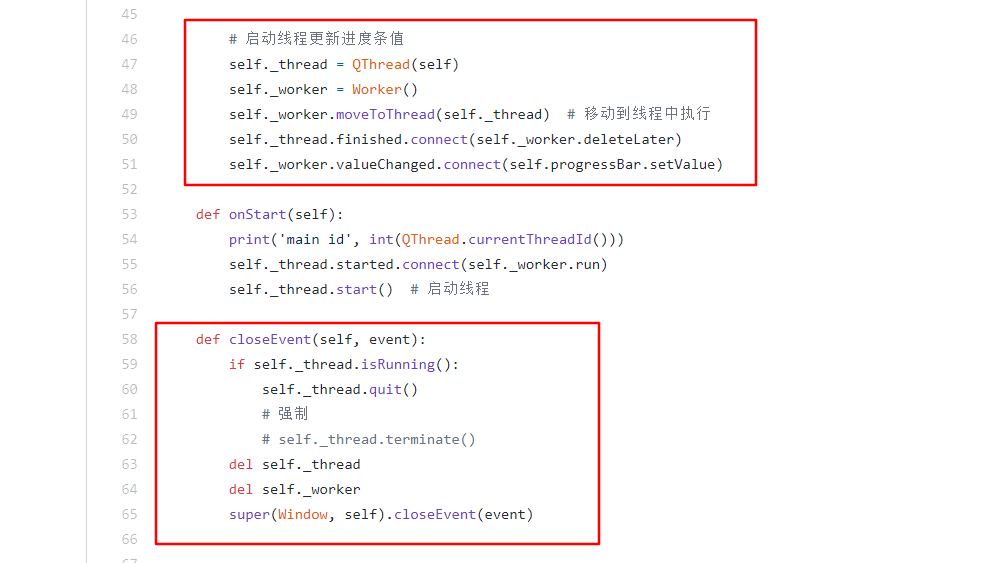 45
46 # 启动线程更新进度条值
47 self._thread = QThread(self)
48 self._worker = Worker()
49 self._worker.moveToThread(self._thread)  # 移动到线程中执行
50 self._thread.finished.connect(self._worker.deleteLater)
51 self._worker.valueChanged.connect(self.progressBar.setValue)
52
53 def onStart(self):
54 print('main id', int(QThread.currentThreadId()))
55 self._thread.started.connect(self._worker.run)
56 self._thread.start()  # 启动线程
57
58 def closeEvent(self, event):
59 if self._thread.isRunning():
60 self._thread.quit()
61 # 强制
62 # self._thread.terminate()
63 del self._thread
64 del self._worker
65 super(Window, self).closeEvent(event)
66
67